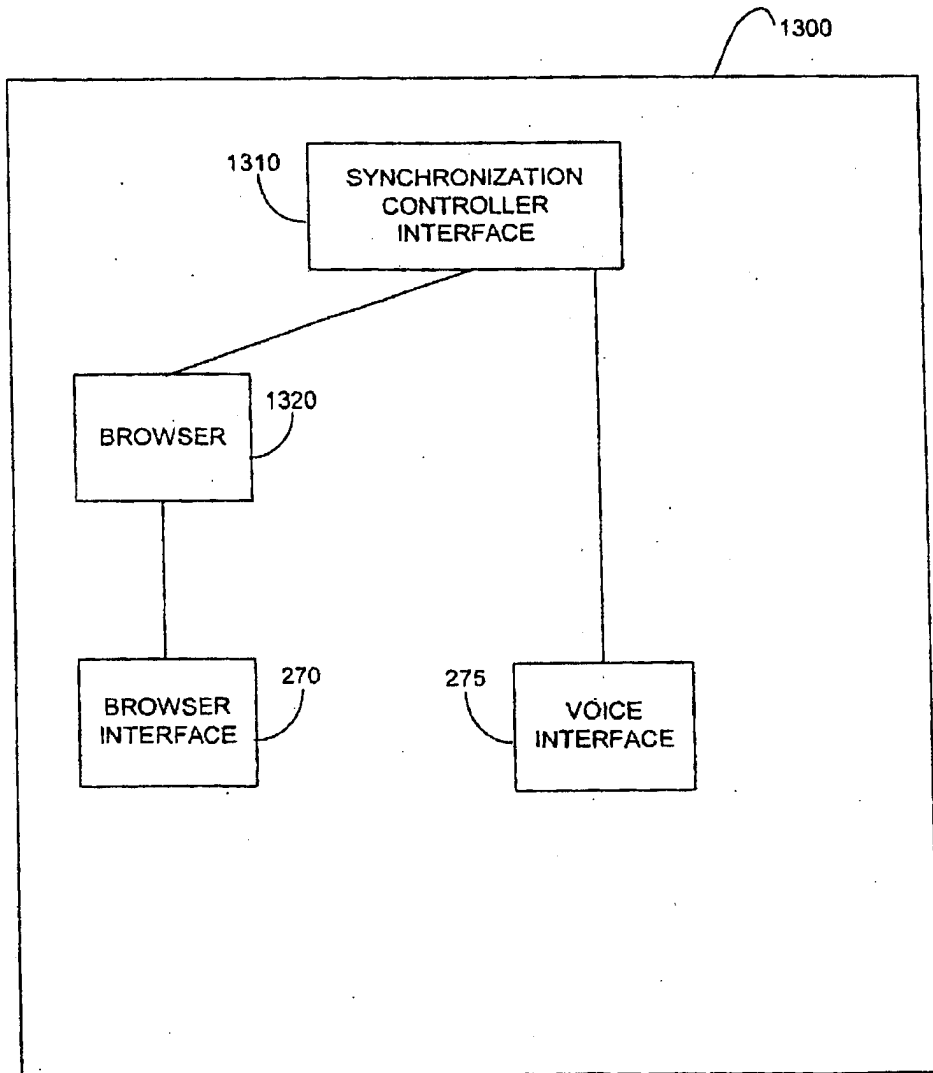 1300
1310
SYNCHRONIZATION
CONTROLLER
INTERFACE
1320
BROWSER
270
BROWSER
INTERFACE
275
VOICE
INTERFACE